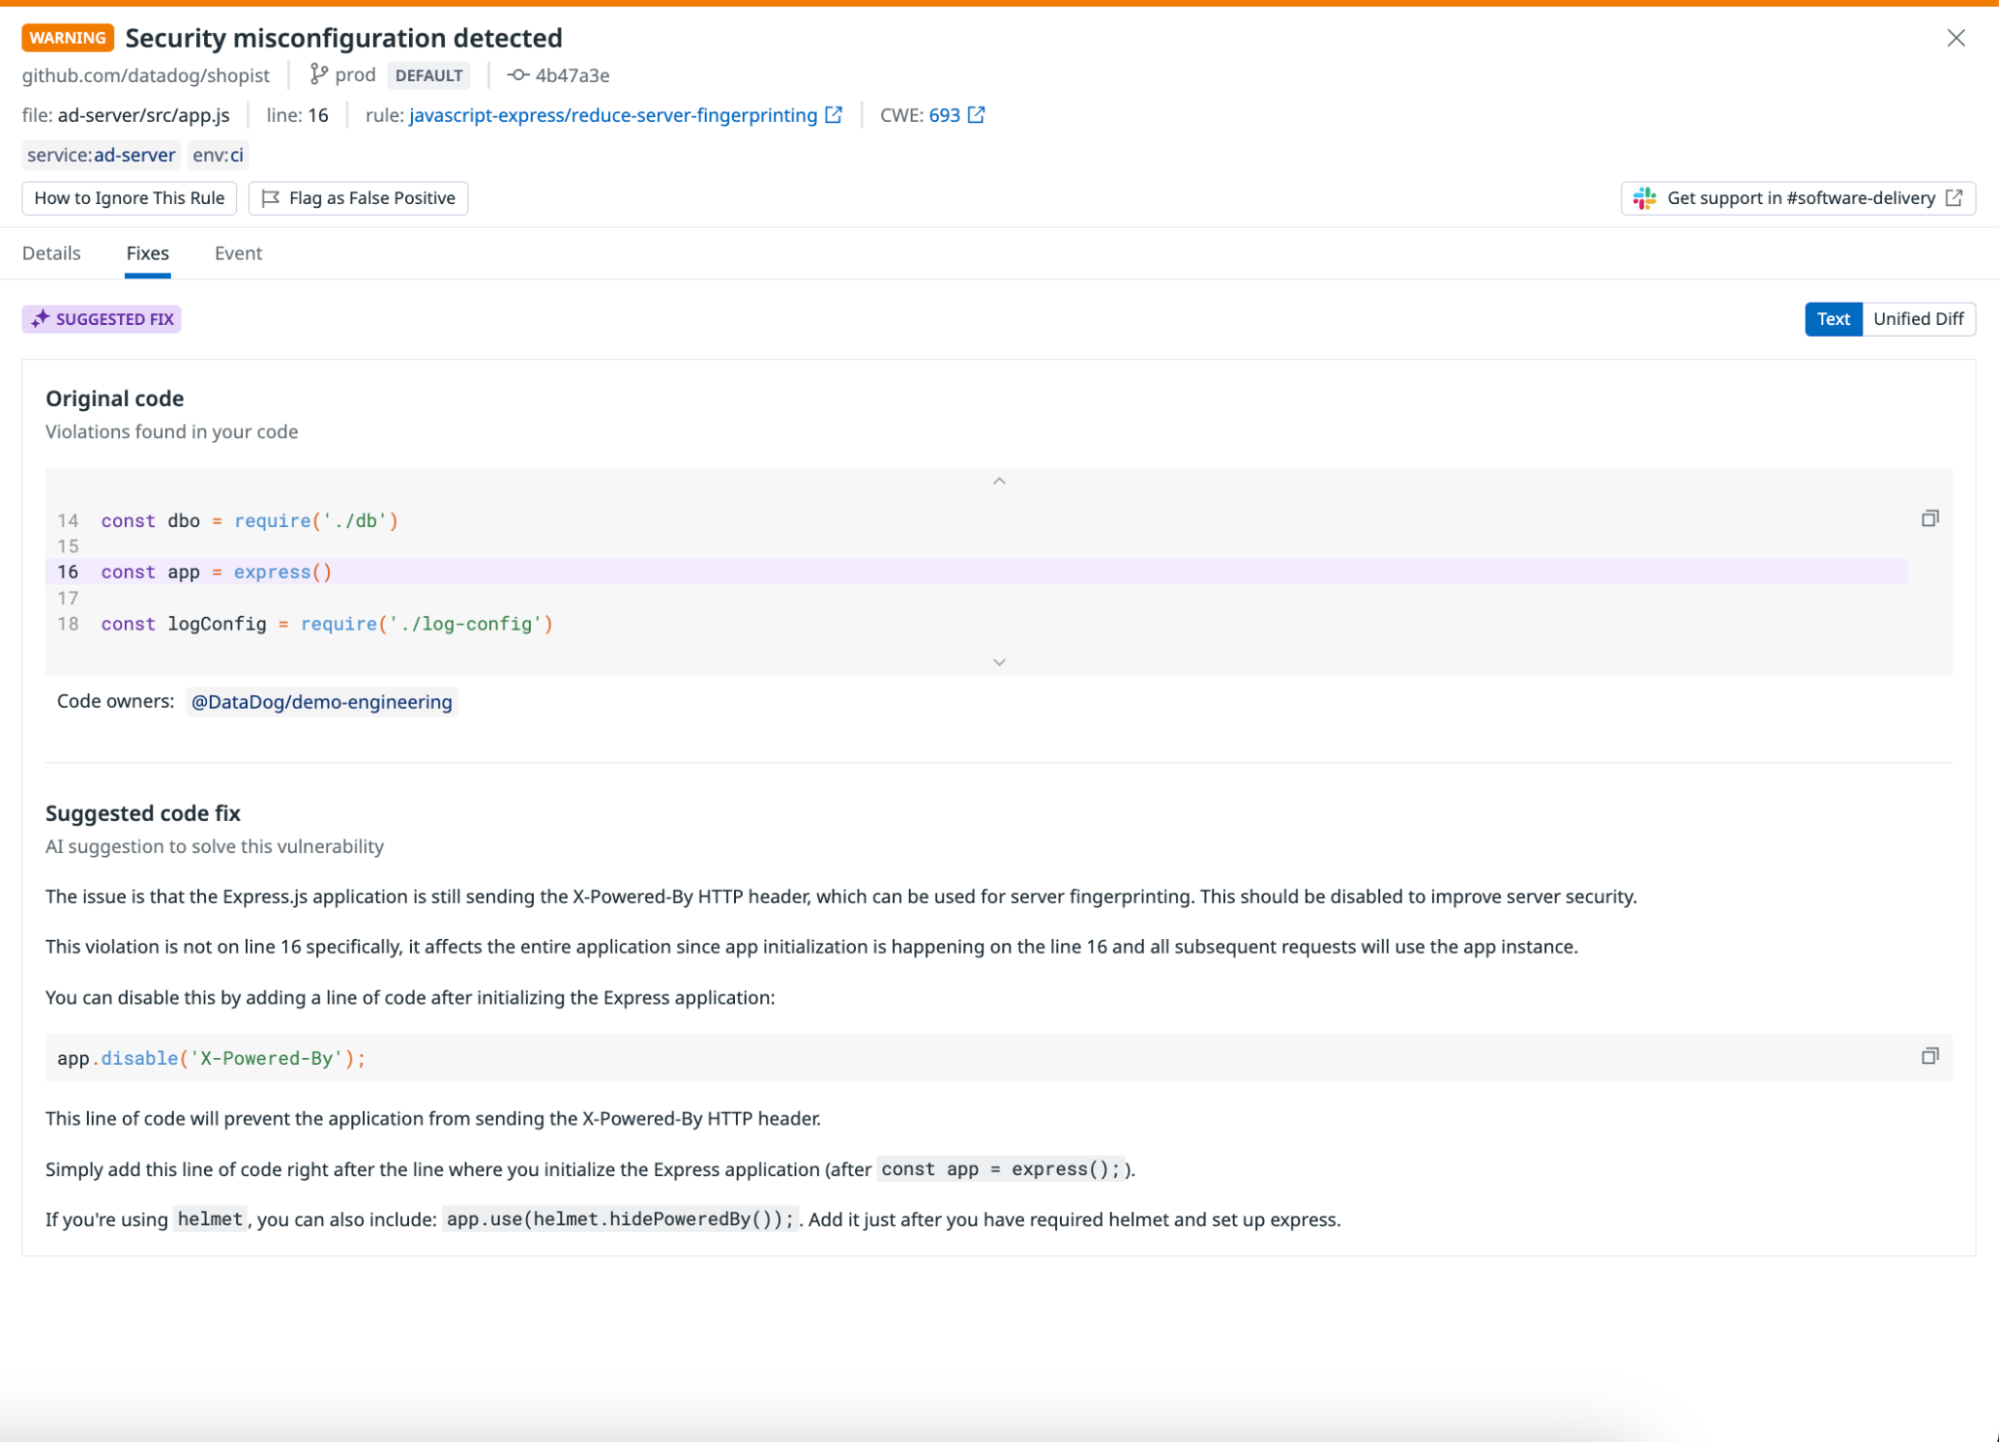 WARNING Security misconfiguration detected
github.com/datadog/shopist prod DEFAULT 4b47a3e
file: ad-server/src/app.js line: 16 rule: javascript-express/reduce-server-fingerprinting CWE: 693
service:ad-server env:ci
How to Ignore This Rule Flag as False Positive Get support in #software-delivery
Details Fixes Event
SUGGESTED FIX Text Unified Diff
Original code
Violations found in your code
14 const dbo = require('./db')
15
16 const app = express()
17
18 const logConfig = require('./log-config')
Code owners: @DataDog/demo-engineering
Suggested code fix
AI suggestion to solve this vulnerability
The issue is that the Express.js application is still sending the X-Powered-By HTTP header, which can be used for server fingerprinting. This should be disabled to improve server security.
This violation is not on line 16 specifically, it affects the entire application since app initialization is happening on the line 16 and all subsequent requests will use the app instance.
You can disable this by adding a line of code after initializing the Express application:
app.disable('X-Powered-By');
This line of code will prevent the application from sending the X-Powered-By HTTP header.
Simply add this line of code right after the line where you initialize the Express application (after const app = express();).
If you're using helmet, you can also include: app.use(helmet.hidePoweredBy());. Add it just after you have required helmet and set up express.